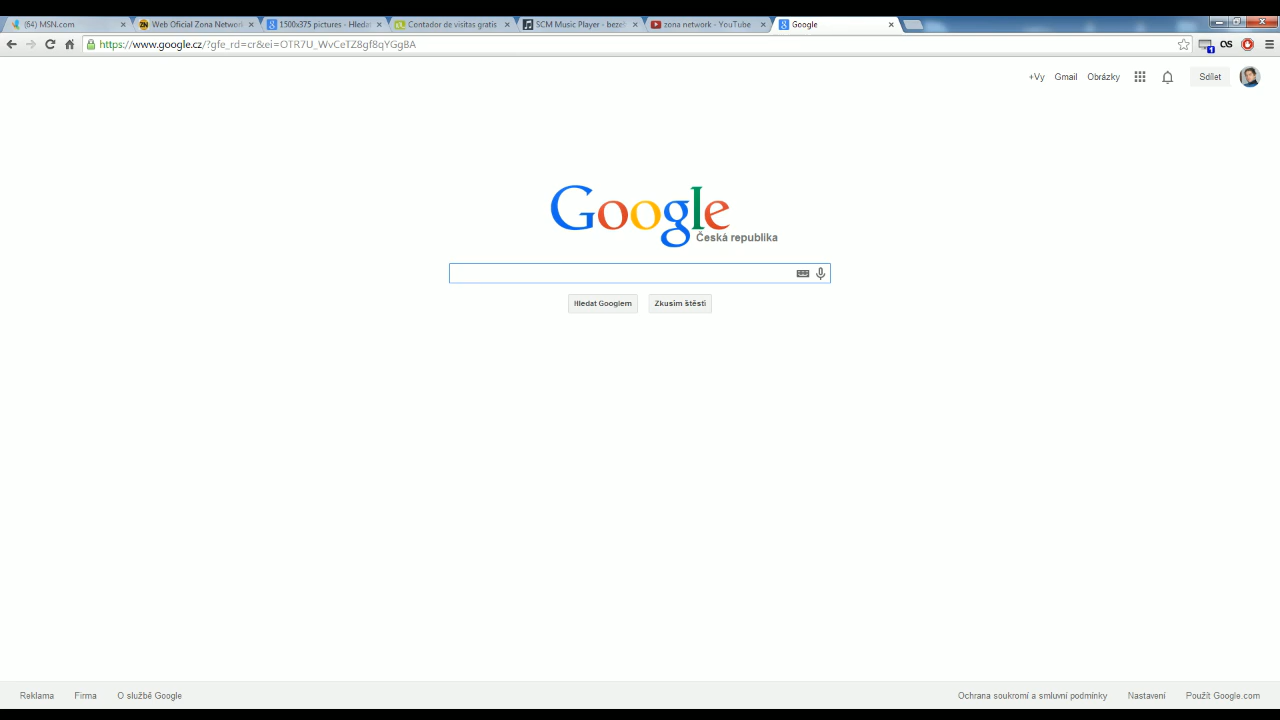 (64) MSN.com
Web Oficial Zona Network
1500x375 pictures - Hledat
Contador de visitas gratis
SCM Music Player - bezeš
zona network - YouTube
Google
https://www.google.cz/?gfe_rd=cr&ei=OTR7U_WvCeTZ8gf8qYGgBA
+Vy Gmail Obrázky Sdílet
Google
Česká republika
Hledat Googlem Zkusím štěstí
Reklama Firma O službě Google Ochrana soukromí a smluvní podmínky Nastavení Použít Google.com